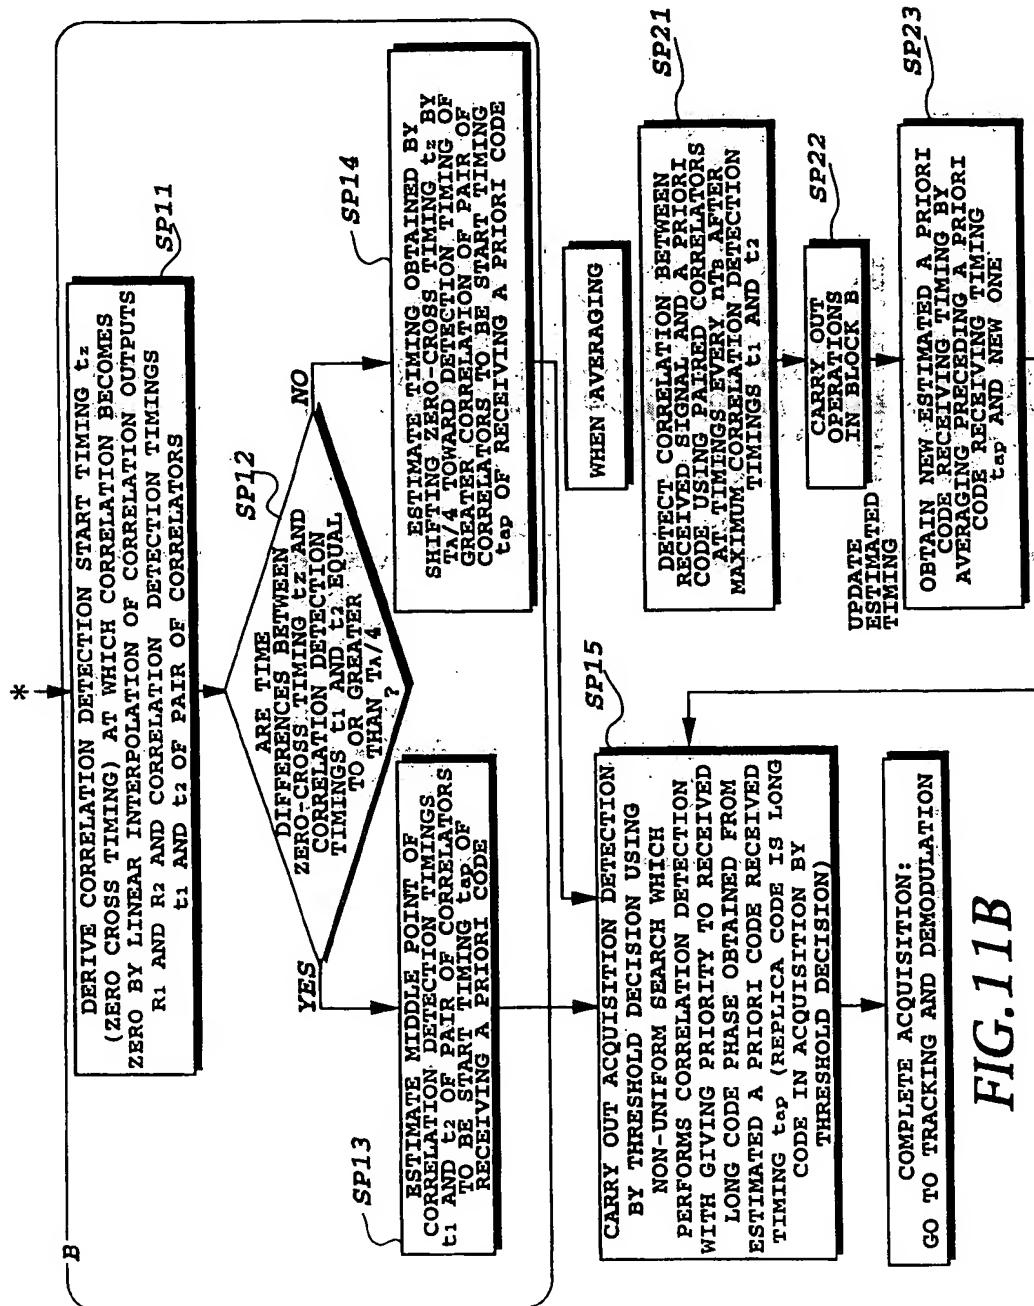 *
B
SP11
DERIVE CORRELATION DETECTION START TIMING tz
(ZERO CROSS TIMING) AT WHICH CORRELATION BECOMES
ZERO BY LINEAR INTERPOLATION OF CORRELATION OUTPUTS
R1 AND R2 AND CORRELATION DETECTION TIMINGS
t1 AND t2 OF PAIR OF CORRELATORS
SP12
ARE TIME
DIFFERENCES BETWEEN
ZERO-CROSS TIMING tz AND
CORRELATION DETECTION
TIMINGS t1 AND t2 EQUAL
TO OR GREATER
THAN TA/4
?
YES
NO
SP13
ESTIMATE MIDDLE POINT OF
CORRELATION DETECTION TIMINGS
t1 AND t2 OF PAIR OF CORRELATORS
TO BE START TIMING tap OF
RECEIVING A PRIORI CODE
SP14
ESTIMATE TIMING OBTAINED BY
SHIFTING ZERO-CROSS TIMING tz BY
TA/4 TOWARD DETECTION TIMING OF
GREATER CORRELATION OF PAIR OF
CORRELATORS TO BE START TIMING
tap OF RECEIVING A PRIORI CODE
SP15
CARRY OUT ACQUISITION DETECTION
BY THRESHOLD DECISION USING
NON-UNIFORM SEARCH WHICH
PERFORMS CORRELATION DETECTION
WITH GIVING PRIORITY TO RECEIVED
LONG CODE PHASE OBTAINED FROM
ESTIMATED A PRIORI CODE RECEIVED
TIMING tap (REPLICA CODE IS LONG
CODE IN ACQUISITION BY
THRESHOLD DECISION)
COMPLETE ACQUISITION:
GO TO TRACKING AND DEMODULATION
WHEN AVERAGING
SP21
DETECT CORRELATION BETWEEN
RECEIVED SIGNAL AND A PRIORI
CODE USING PAIRED CORRELATORS
AT TIMINGS EVERY nTB AFTER
MAXIMUM CORRELATION DETECTION
TIMINGS t1 AND t2
SP22
CARRY OUT
OPERATIONS
IN BLOCK B
UPDATE
ESTIMATED
TIMING
SP23
OBTAIN NEW ESTIMATED A PRIORI
CODE RECEIVING TIMING BY
AVERAGING PRECEDING A PRIORI
CODE RECEIVING TIMING
tap AND NEW ONE
FIG.11B